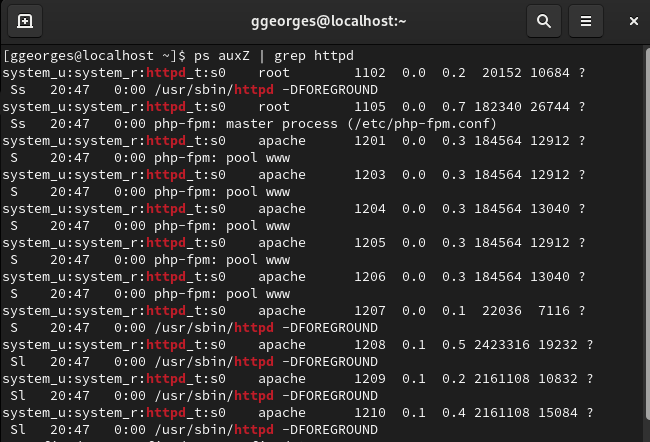 ggeorges@localhost:~
[ggeorges@localhost ~]$ ps auxZ | grep httpd
system_u:system_r:httpd_t:s0    root        1102  0.0  0.2  20152 10684 ?
 Ss   20:47   0:00 /usr/sbin/httpd -DFOREGROUND
system_u:system_r:httpd_t:s0    root        1105  0.0  0.7 182340 26744 ?
 Ss   20:47   0:00 php-fpm: master process (/etc/php-fpm.conf)
system_u:system_r:httpd_t:s0    apache      1201  0.0  0.3 184564 12912 ?
 S    20:47   0:00 php-fpm: pool www
system_u:system_r:httpd_t:s0    apache      1203  0.0  0.3 184564 12912 ?
 S    20:47   0:00 php-fpm: pool www
system_u:system_r:httpd_t:s0    apache      1204  0.0  0.3 184564 13040 ?
 S    20:47   0:00 php-fpm: pool www
system_u:system_r:httpd_t:s0    apache      1205  0.0  0.3 184564 12912 ?
 S    20:47   0:00 php-fpm: pool www
system_u:system_r:httpd_t:s0    apache      1206  0.0  0.3 184564 13040 ?
 S    20:47   0:00 php-fpm: pool www
system_u:system_r:httpd_t:s0    apache      1207  0.0  0.1  22036  7116 ?
 S    20:47   0:00 /usr/sbin/httpd -DFOREGROUND
system_u:system_r:httpd_t:s0    apache      1208  0.1  0.5 2423316 19232 ?
 Sl   20:47   0:00 /usr/sbin/httpd -DFOREGROUND
system_u:system_r:httpd_t:s0    apache      1209  0.1  0.2 2161108 10832 ?
 Sl   20:47   0:00 /usr/sbin/httpd -DFOREGROUND
system_u:system_r:httpd_t:s0    apache      1210  0.1  0.4 2161108 15084 ?
 Sl   20:47   0:00 /usr/sbin/httpd -DFOREGROUND